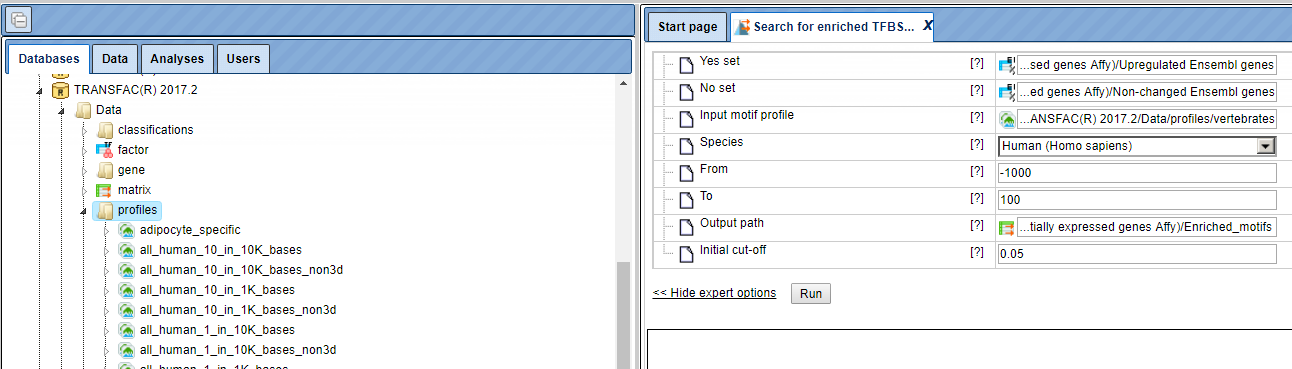 Databases Data Analyses Users
TRANSFAC(R) 2017.2
Data
classifications
factor
gene
matrix
profiles
adipocyte_specific
all_human_10_in_10K_bases
all_human_10_in_10K_bases_non3d
all_human_10_in_1K_bases
all_human_10_in_1K_bases_non3d
all_human_1_in_10K_bases
all_human_1_in_10K_bases_non3d
all_human_1_in_1K_bases
Start page Search for enriched TFBS... X
Yes set [?] ...sed genes Affy)/Upregulated Ensembl genes
No set [?] ...ed genes Affy)/Non-changed Ensembl genes
Input motif profile [?] ...ANSFAC(R) 2017.2/Data/profiles/vertebrates
Species [?] Human (Homo sapiens)
From [?] -1000
To [?] 100
Output path [?] ...tially expressed genes Affy)/Enriched_motifs
Initial cut-off [?] 0.05
<< Hide expert options Run